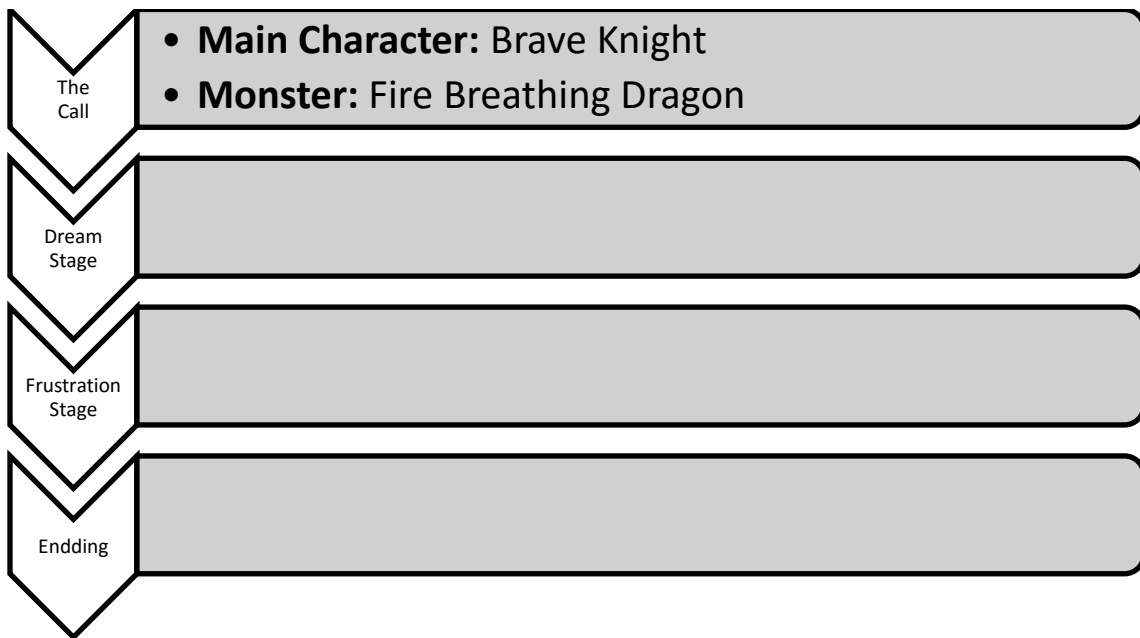 The
Call
• Main Character: Brave Knight
• Monster: Fire Breathing Dragon
Dream
Stage
Frustration
Stage
Endding